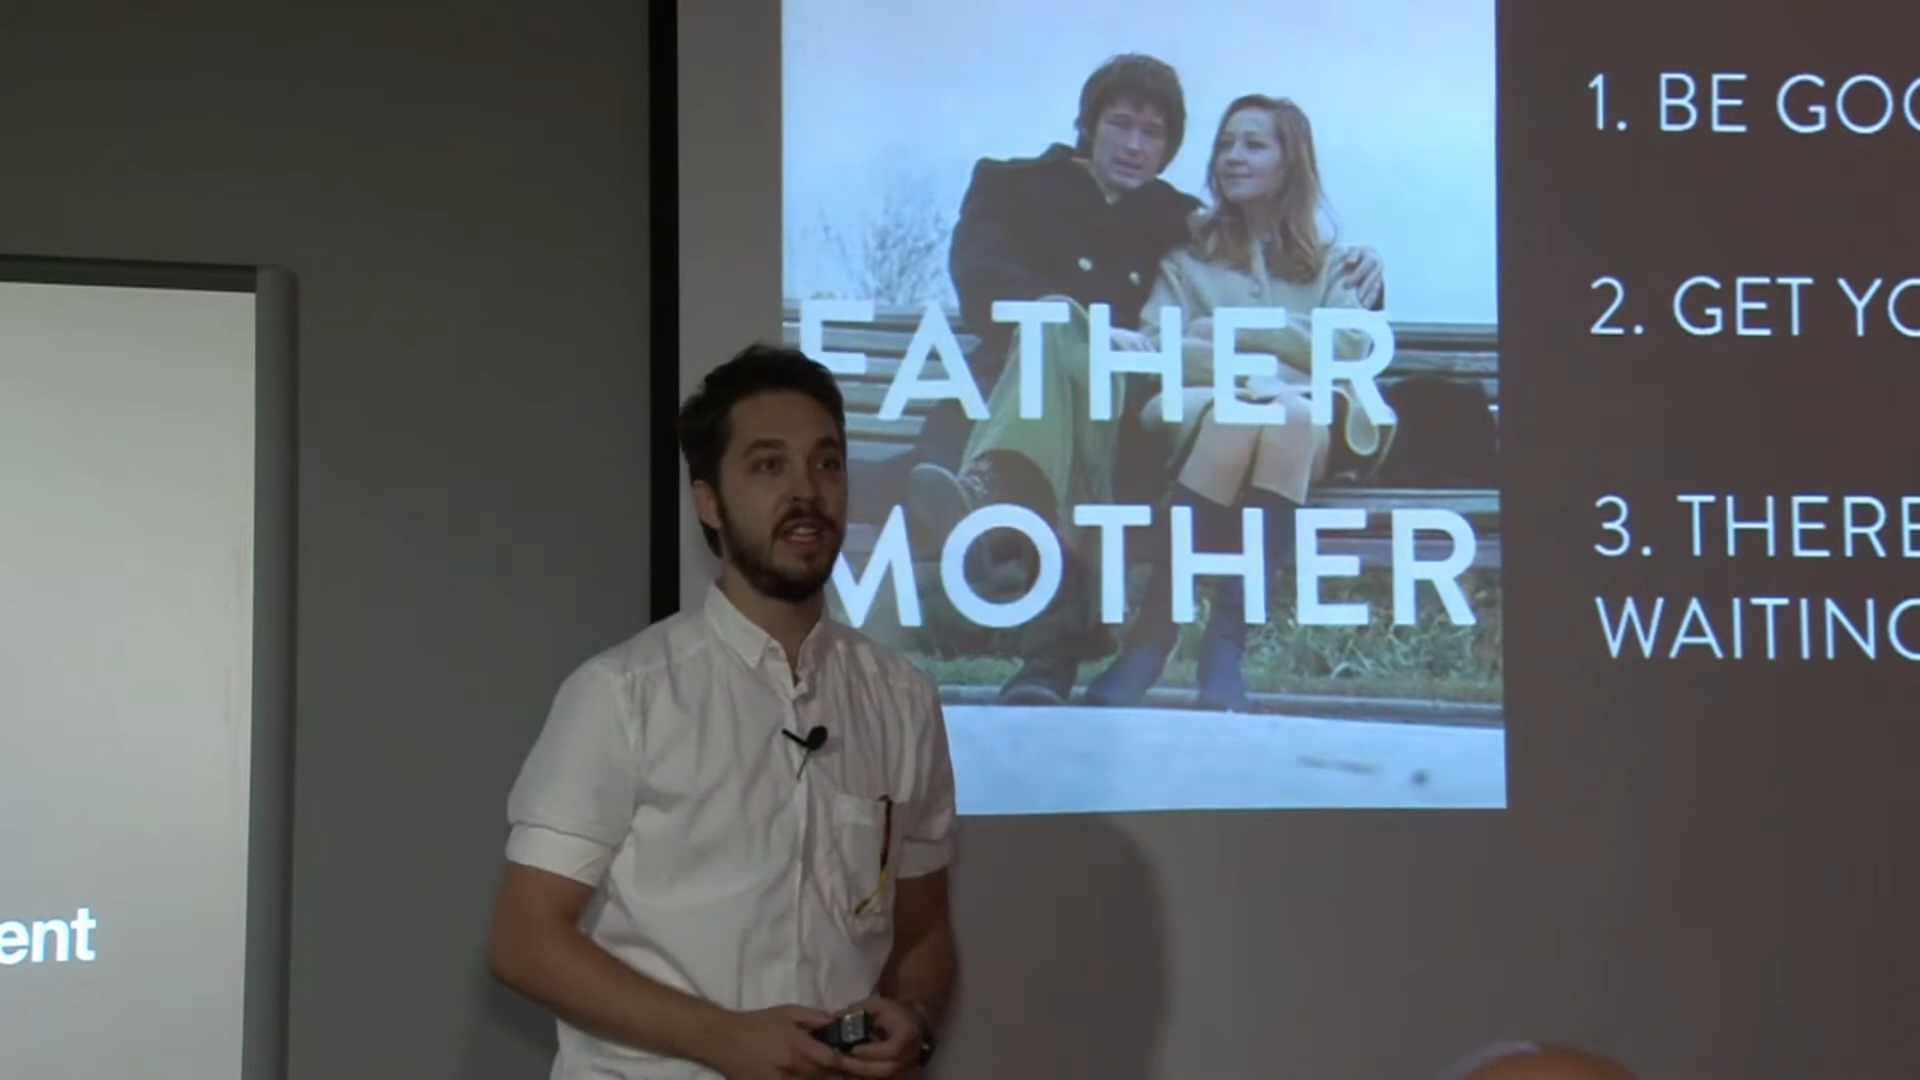 FATHER
MOTHER
1. BE GOO
2. GET YO
3. THERE
WAITING
ent